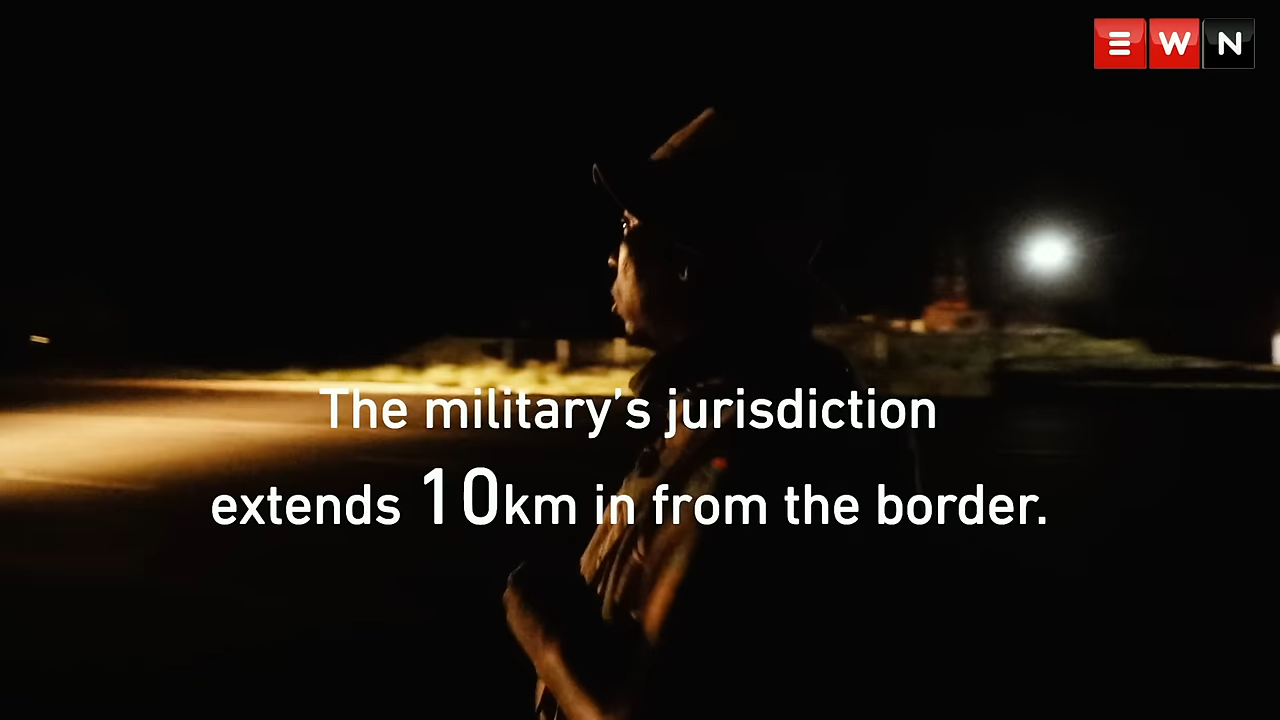 EWN
The military's jurisdiction
extends 10km in from the border.